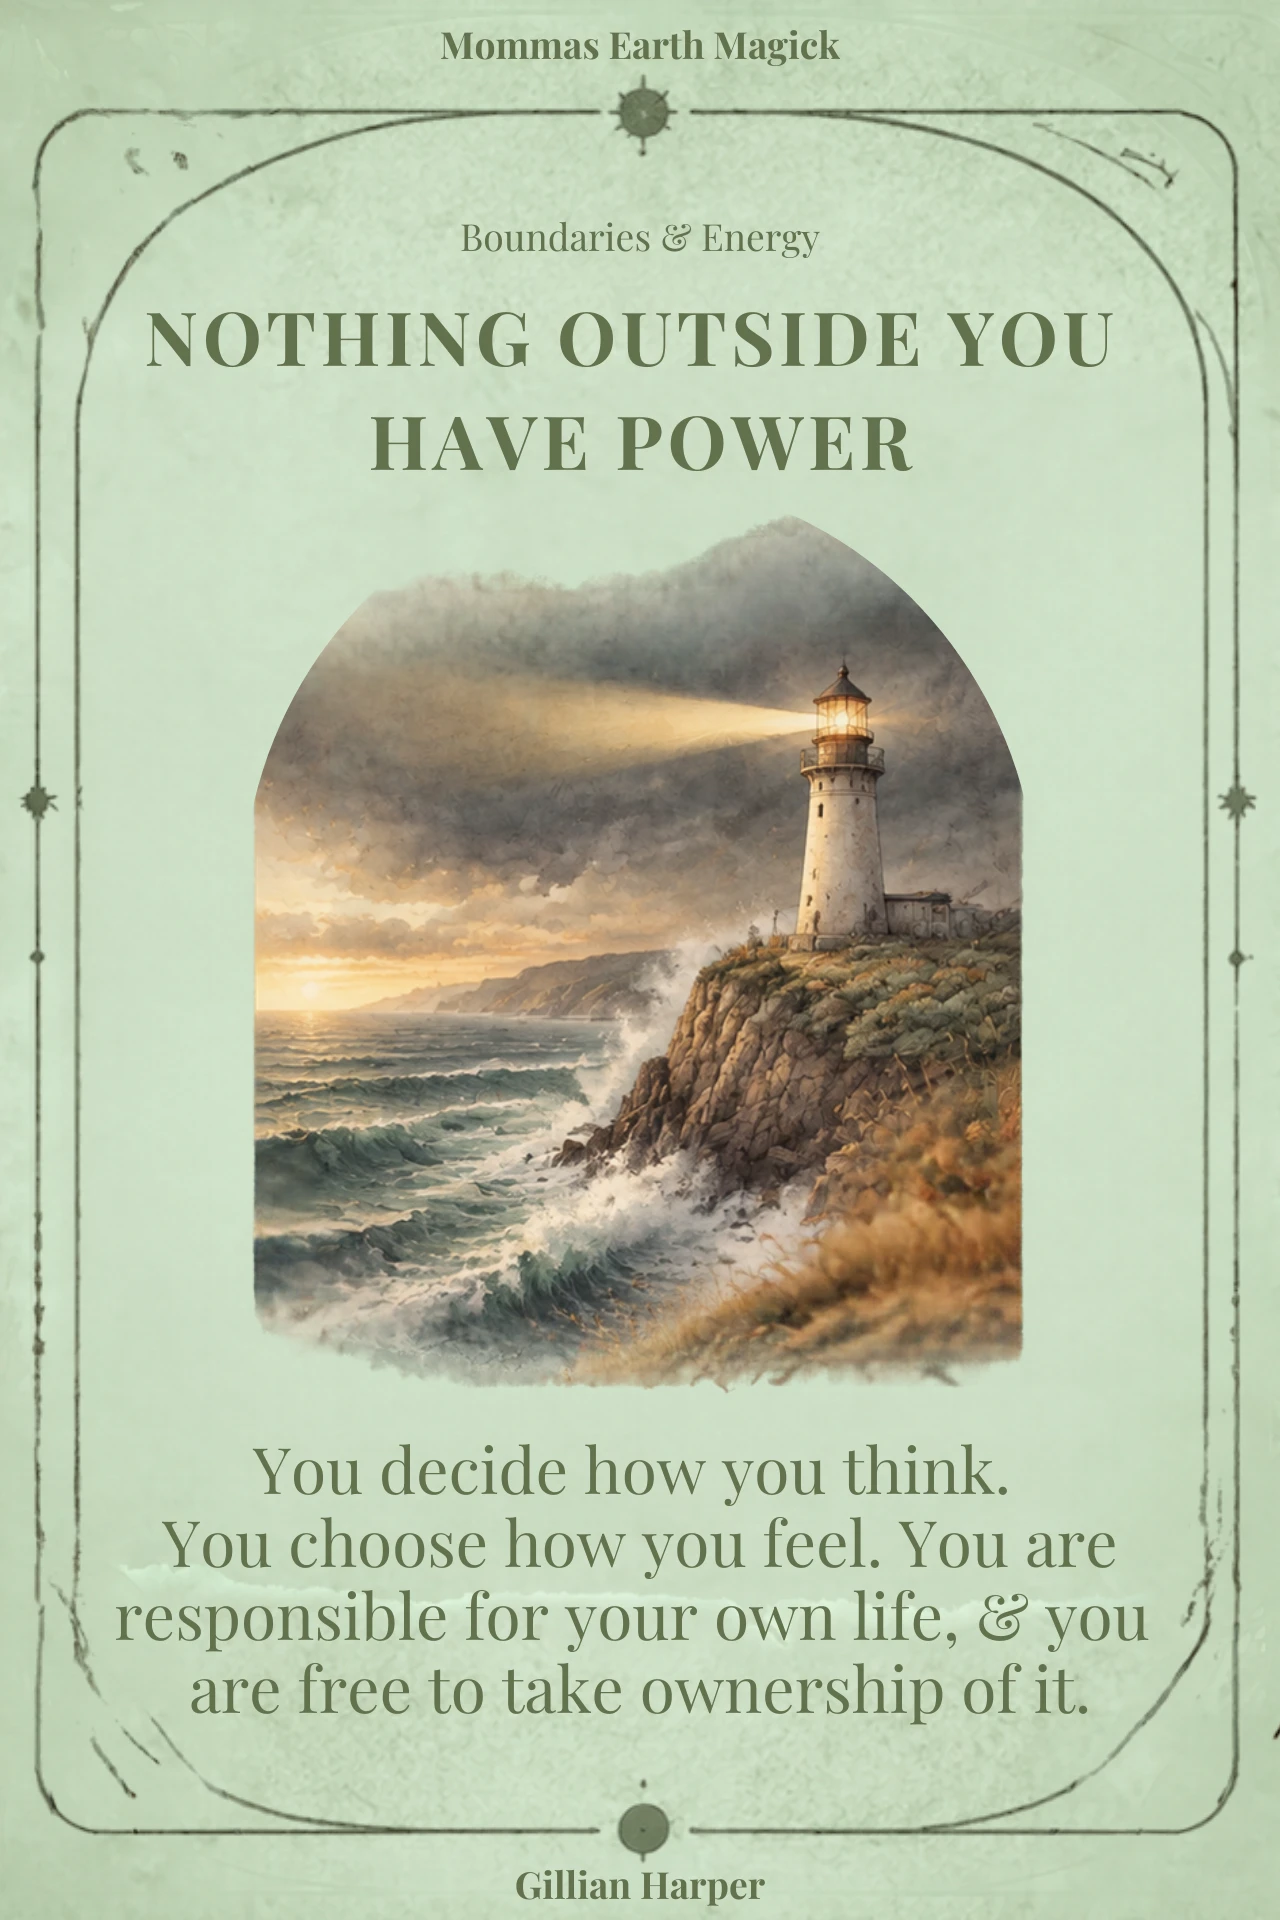 Mommas Earth Magick
Boundaries & Energy
NOTHING OUTSIDE YOU
HAVE POWER
You decide how you think.
You choose how you feel. You are
responsible for your own life, & you
are free to take ownership of it.
Gillian Harper